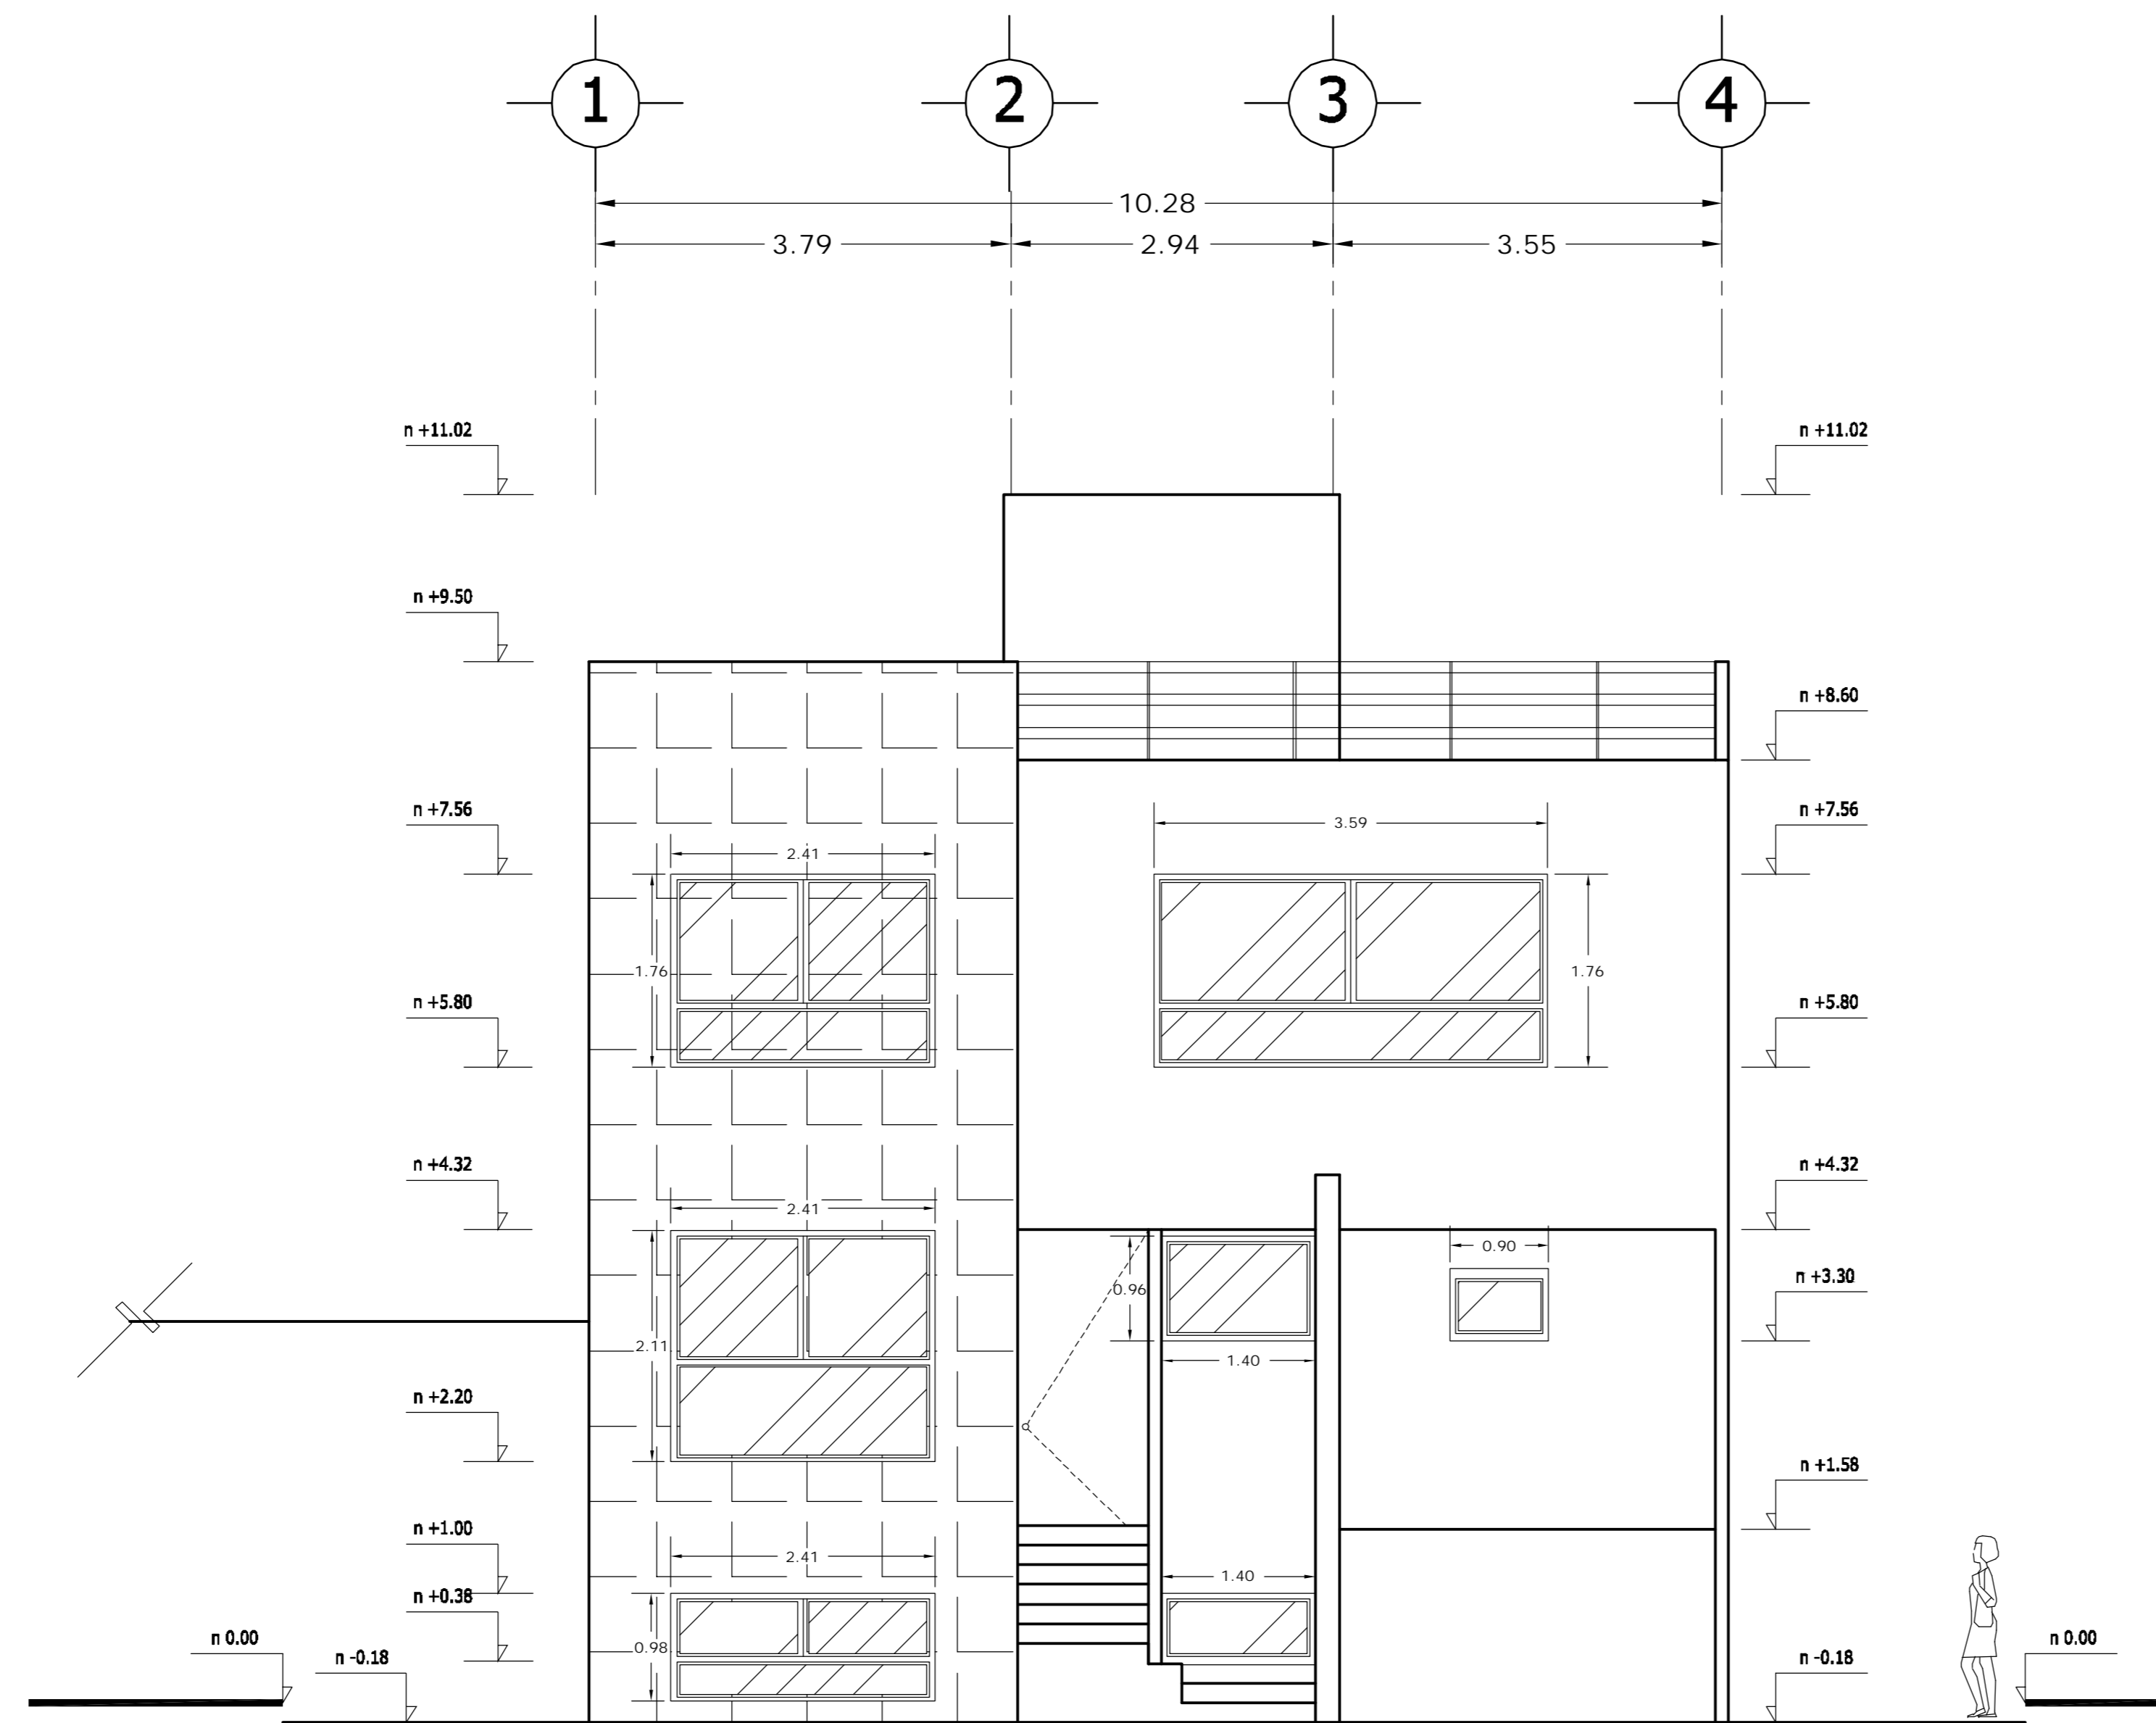 1 2 3 4
10.28
3.79 2.94 3.55
n +11.02 n +11.02
n +9.50
n +8.60
n +7.56 n +7.56
3.59
2.41
1.76 1.76
n +5.80 n +5.80
n +4.32 n +4.32
2.41
0.90
n +3.30
0.96
2.11
1.40
n +2.20
n +1.58
n +1.00
2.41
1.40
n +0.38
n 0.00 n 0.00
0.98
n -0.18 n -0.18